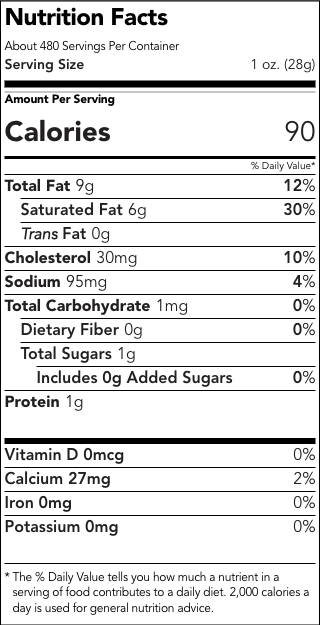 Nutrition Facts
About 480 Servings Per Container
Serving Size 1 oz. (28g)
Amount Per Serving
Calories 90
% Daily Value*
Total Fat 9g 12%
Saturated Fat 6g 30%
Trans Fat 0g
Cholesterol 30mg 10%
Sodium 95mg 4%
Total Carbohydrate 1mg 0%
Dietary Fiber 0g 0%
Total Sugars 1g
Includes 0g Added Sugars 0%
Protein 1g
Vitamin D 0mcg 0%
Calcium 27mg 2%
Iron 0mg 0%
Potassium 0mg 0%
* The % Daily Value tells you how much a nutrient in a
serving of food contributes to a daily diet. 2,000 calories a
day is used for general nutrition advice.